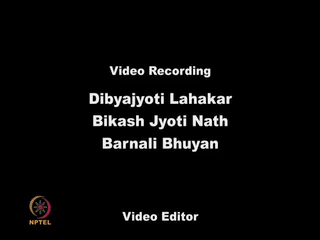 Video Recording
Dibyajyoti Lahakar
Bikash Jyoti Nath
Barnali Bhuyan
NPTEL
Video Editor